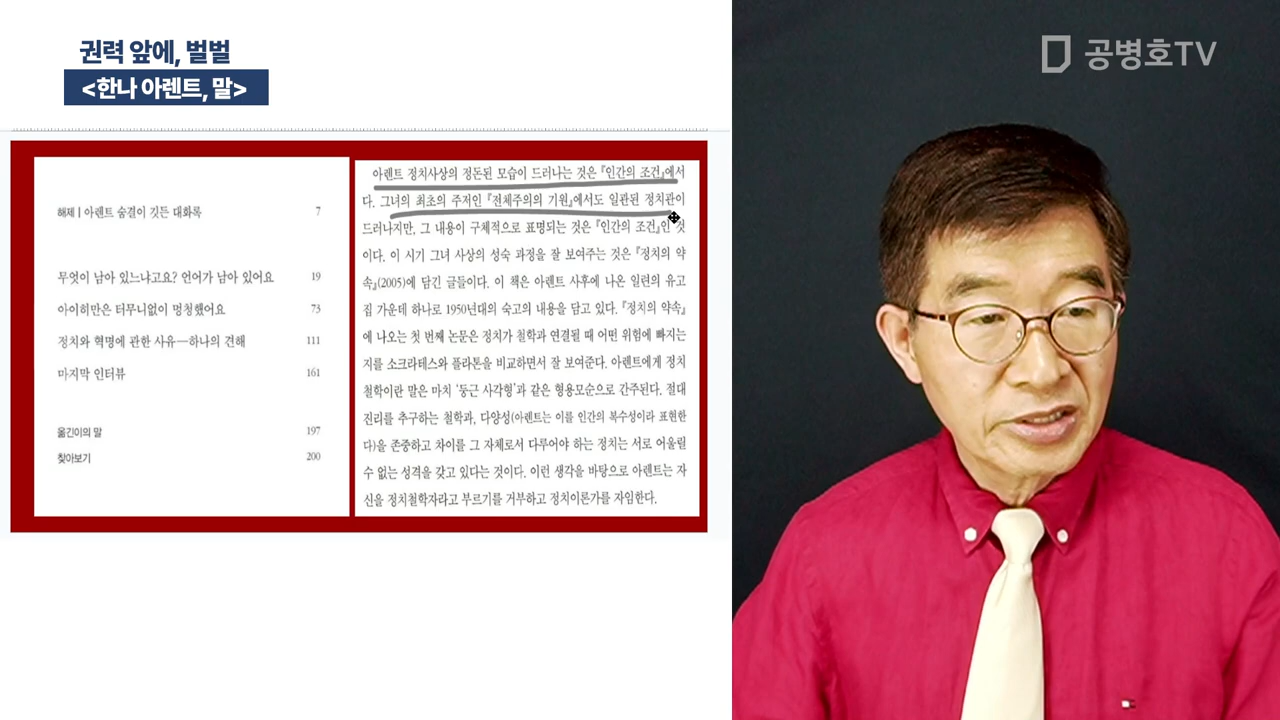 권력 앞에, 벌벌
<한나 아렌트, 말>
공병호TV
해제 | 아렌트 숨결이 깃든 대화록 7
무엇이 남아 있느냐고요? 언어가 남아 있어요 19
아이히만은 터무니없이 멍청했어요 73
정치와 혁명에 관한 사유—하나의 견해 111
마지막 인터뷰 161
옮긴이의 말 197
찾아보기 200
아렌트 정치사상의 정돈된 모습이 드러나는 것은 『인간의 조건』에서
다. 그녀의 최초의 주저인 『전체주의의 기원』에서도 일관된 정치관이
드러나지만, 그 내용이 구체적으로 표명되는 것은 『인간의 조건』인 것
이다. 이 시기 그녀 사상의 성숙 과정을 잘 보여주는 것은 『정치의 약
속』(2005)에 담긴 글들이다. 이 책은 아렌트 사후에 나온 일련의 유고
집 가운데 하나로 1950년대의 숙고의 내용을 담고 있다. 『정치의 약속』
에 나오는 첫 번째 논문은 정치가 철학과 연결될 때 어떤 위험에 빠지는
지를 소크라테스와 플라톤을 비교하면서 잘 보여준다. 아렌트에게 정치
철학이란 말은 마치 '둥근 사각형'과 같은 형용모순으로 간주된다. 절대
진리를 추구하는 철학과, 다양성(아렌트는 이를 인간의 복수성이라 표현한
다)을 존중하고 차이를 그 자체로서 다루어야 하는 정치는 서로 어울릴
수 없는 성격을 갖고 있다는 것이다. 이런 생각을 바탕으로 아렌트는 자
신을 정치철학자라고 부르기를 거부하고 정치이론가를 자임한다.